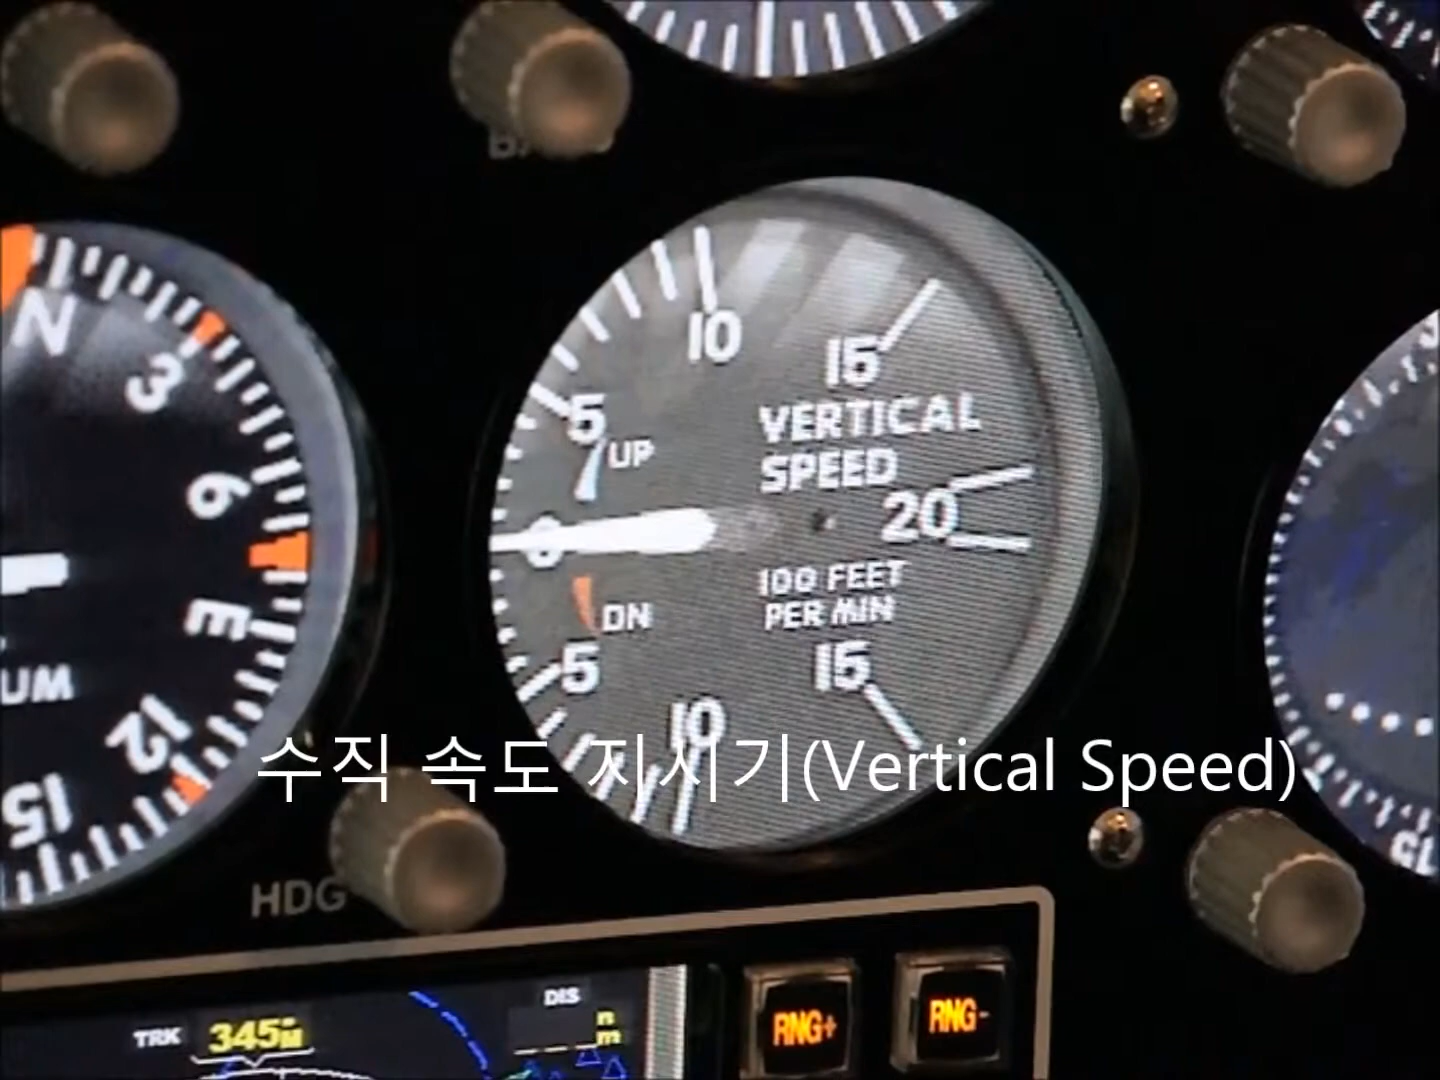 N
3
6
E
12
15
10
15
5
UP
VERTICAL
SPEED
0
20
100 FEET
PER MIN
DN
5
15
10
수직 속도 지시기(Vertical Speed)
HDG
TRK
345
DIS
n
m
RNG+
RNG-